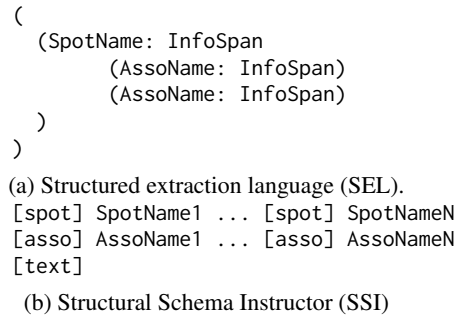 (
(SpotName: InfoSpan
(AssoName: InfoSpan)
(AssoName: InfoSpan)
)
)
(a) Structured extraction language (SEL).
[spot] SpotName1 ... [spot] SpotNameN
[asso] AssoName1 ... [asso] AssoNameN
[text]
(b) Structural Schema Instructor (SSI)